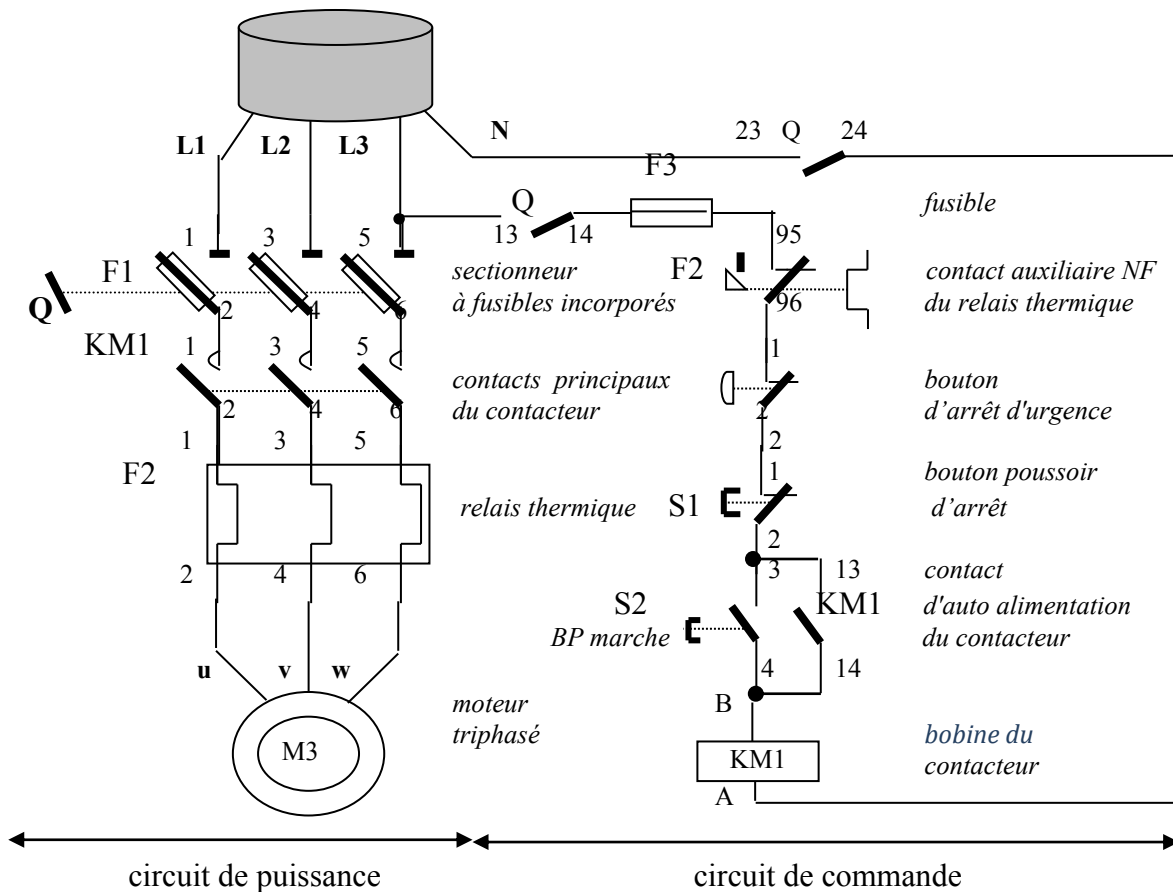 L1 L2 L3 N 23 Q 24
F3
fusible
Q
13 14 95
1 3 5
F1
sectionneur
à fusibles incorporés
F2
contact auxiliaire NF
du relais thermique
Q
2 4 6
96
KM1
1 3 5
1
contacts principaux
du contacteur
bouton
d’arrêt d'urgence
2 4 6
2
1 3 5
2
F2
relais thermique
S1
1
bouton poussoir
d’arrêt
2
2 4 6
3 13
contact
d'auto alimentation
du contacteur
S2
BP marche
KM1
4 14
u v w
B
moteur
triphasé
M3
KM1
bobine du
contacteur
A
circuit de puissance
circuit de commande